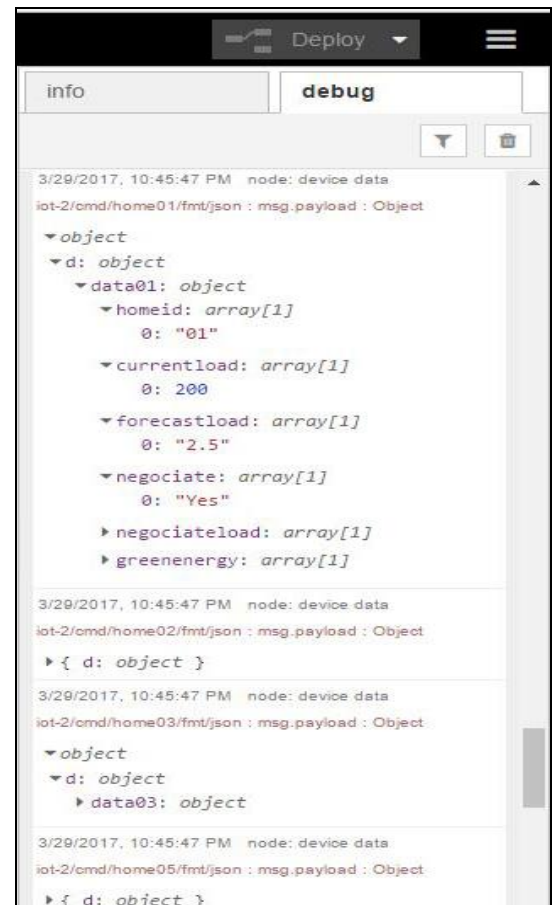 Deploy
info debug
3/29/2017, 10:45:47 PM node: device data
iot-2/cmd/home01/fmt/json : msg.payload : Object
object
d: object
data01: object
homeid: array[1]
0: "01"
currentload: array[1]
0: 200
forecastload: array[1]
0: "2.5"
negociate: array[1]
0: "Yes"
negociateload: array[1]
greenenergy: array[1]
3/29/2017, 10:45:47 PM node: device data
iot-2/cmd/home02/fmt/json : msg.payload : Object
{ d: object }
3/29/2017, 10:45:47 PM node: device data
iot-2/cmd/home03/fmt/json : msg.payload : Object
object
d: object
data03: object
3/29/2017, 10:45:47 PM node: device data
iot-2/cmd/home05/fmt/json : msg.payload : Object
{ d: object }